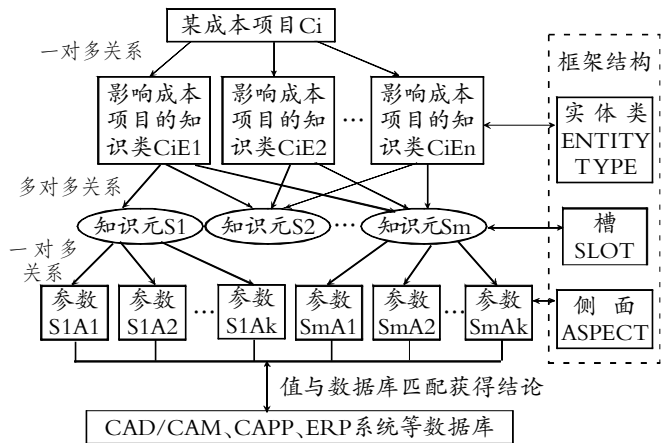 某成本项目Ci
一对多关系
框架结构
影响成本
项目的知
识类CiE1
影响成本
项目的知
识类CiE2
…
影响成本
项目的知
识类CiEn
实体类
ENTITY
TYPE
多对多关系
知识元S1
知识元S2
…
知识元Sm
槽
SLOT
一对多
关系
参数
S1A1
参数
S1A2
…
参数
S1Ak
参数
SmA1
参数
SmA2
…
参数
SmAk
侧面
ASPECT
值与数据库匹配获得结论
CAD/CAM、CAPP、ERP系统等数据库